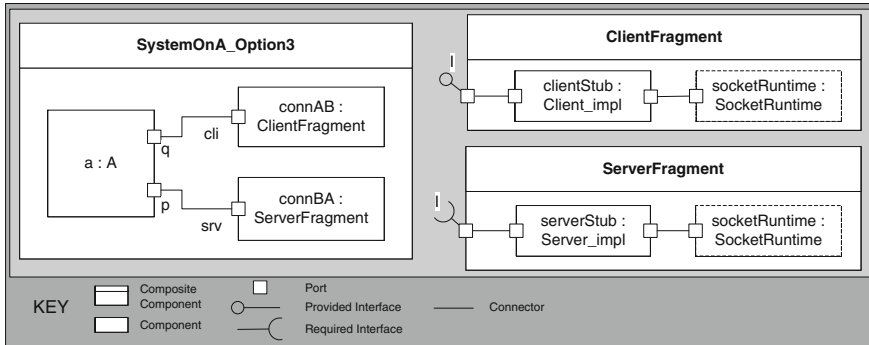 SystemOnA_Option3
a : A
q
p
cli
srv
connAB :
ClientFragment
connBA :
ServerFragment
ClientFragment
I
clientStub :
Client_impl
socketRuntime :
SocketRuntime
ServerFragment
I
serverStub :
Server_impl
socketRuntime :
SocketRuntime
KEY
Composite
Component
Component
Port
Provided Interface
Required Interface
Connector